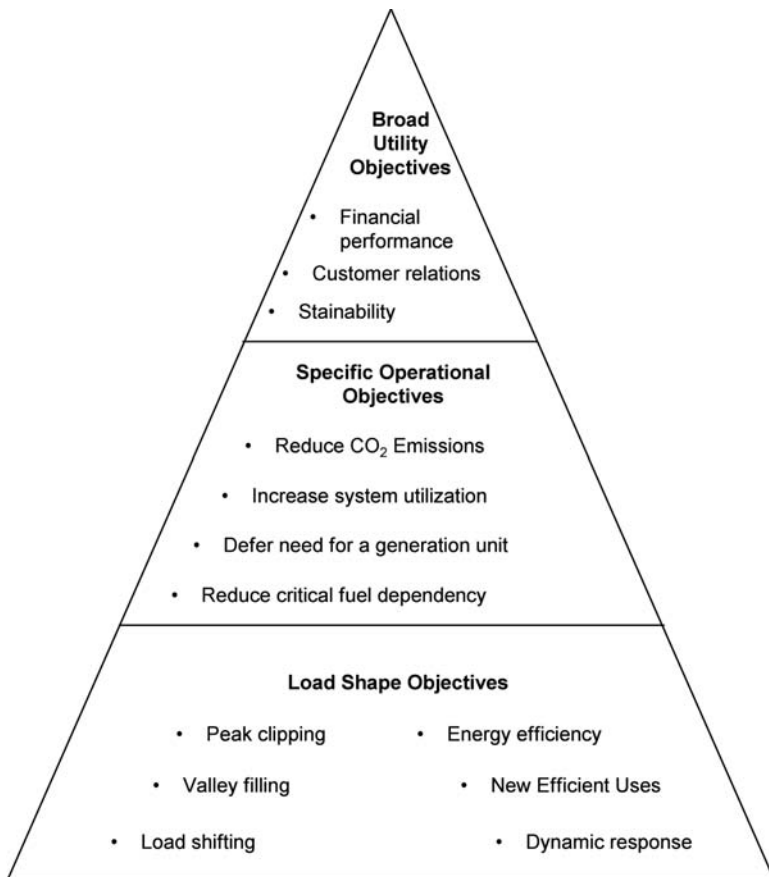 Broad
Utility
Objectives
• Financial
performance
• Customer relations
• Stainability
Specific Operational
Objectives
• Reduce CO₂ Emissions
• Increase system utilization
• Defer need for a generation unit
• Reduce critical fuel dependency
Load Shape Objectives
• Peak clipping
• Energy efficiency
• Valley filling
• New Efficient Uses
• Load shifting
• Dynamic response